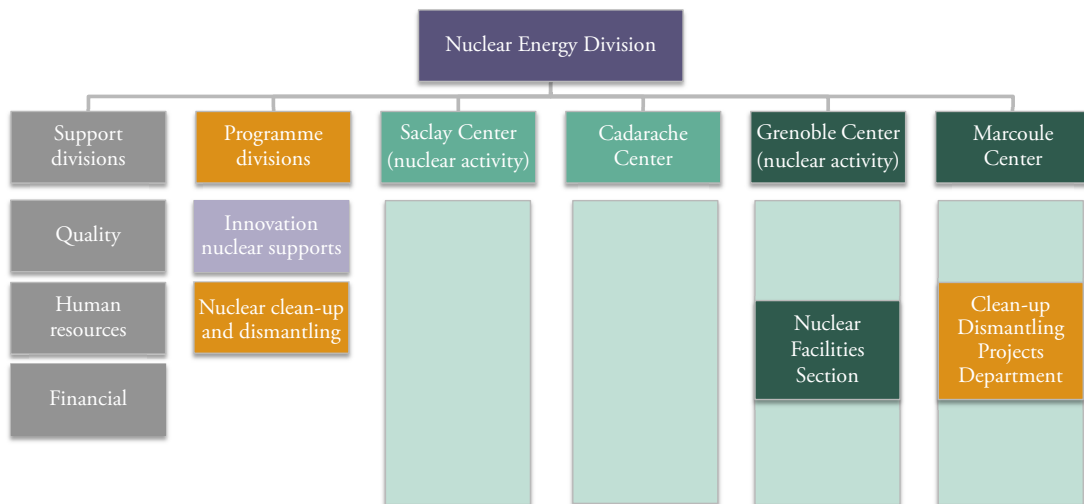 Nuclear Energy Division
Support
divisions
Programme
divisions
Saclay Center
(nuclear activity)
Cadarache
Center
Grenoble Center
(nuclear activity)
Marcoule
Center
Quality
Innovation
nuclear supports
Human
resources
Nuclear clean-up
and dismantling
Nuclear
Facilities
Section
Clean-up
Dismantling
Projects
Department
Financial